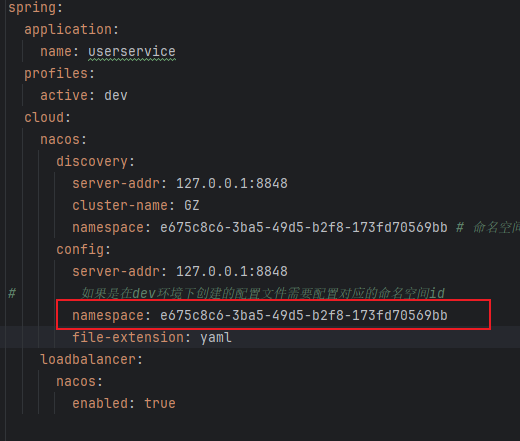 spring:
  application:
    name: userservice
  profiles:
    active: dev
  cloud:
    nacos:
      discovery:
        server-addr: 127.0.0.1:8848
        cluster-name: GZ
        namespace: e675c8c6-3ba5-49d5-b2f8-173fd70569bb # 命名空间
      config:
        server-addr: 127.0.0.1:8848
#        如果是在dev环境下创建的配置文件需要配置对应的命名空间id
        namespace: e675c8c6-3ba5-49d5-b2f8-173fd70569bb
        file-extension: yaml
    loadbalancer:
      nacos:
        enabled: true